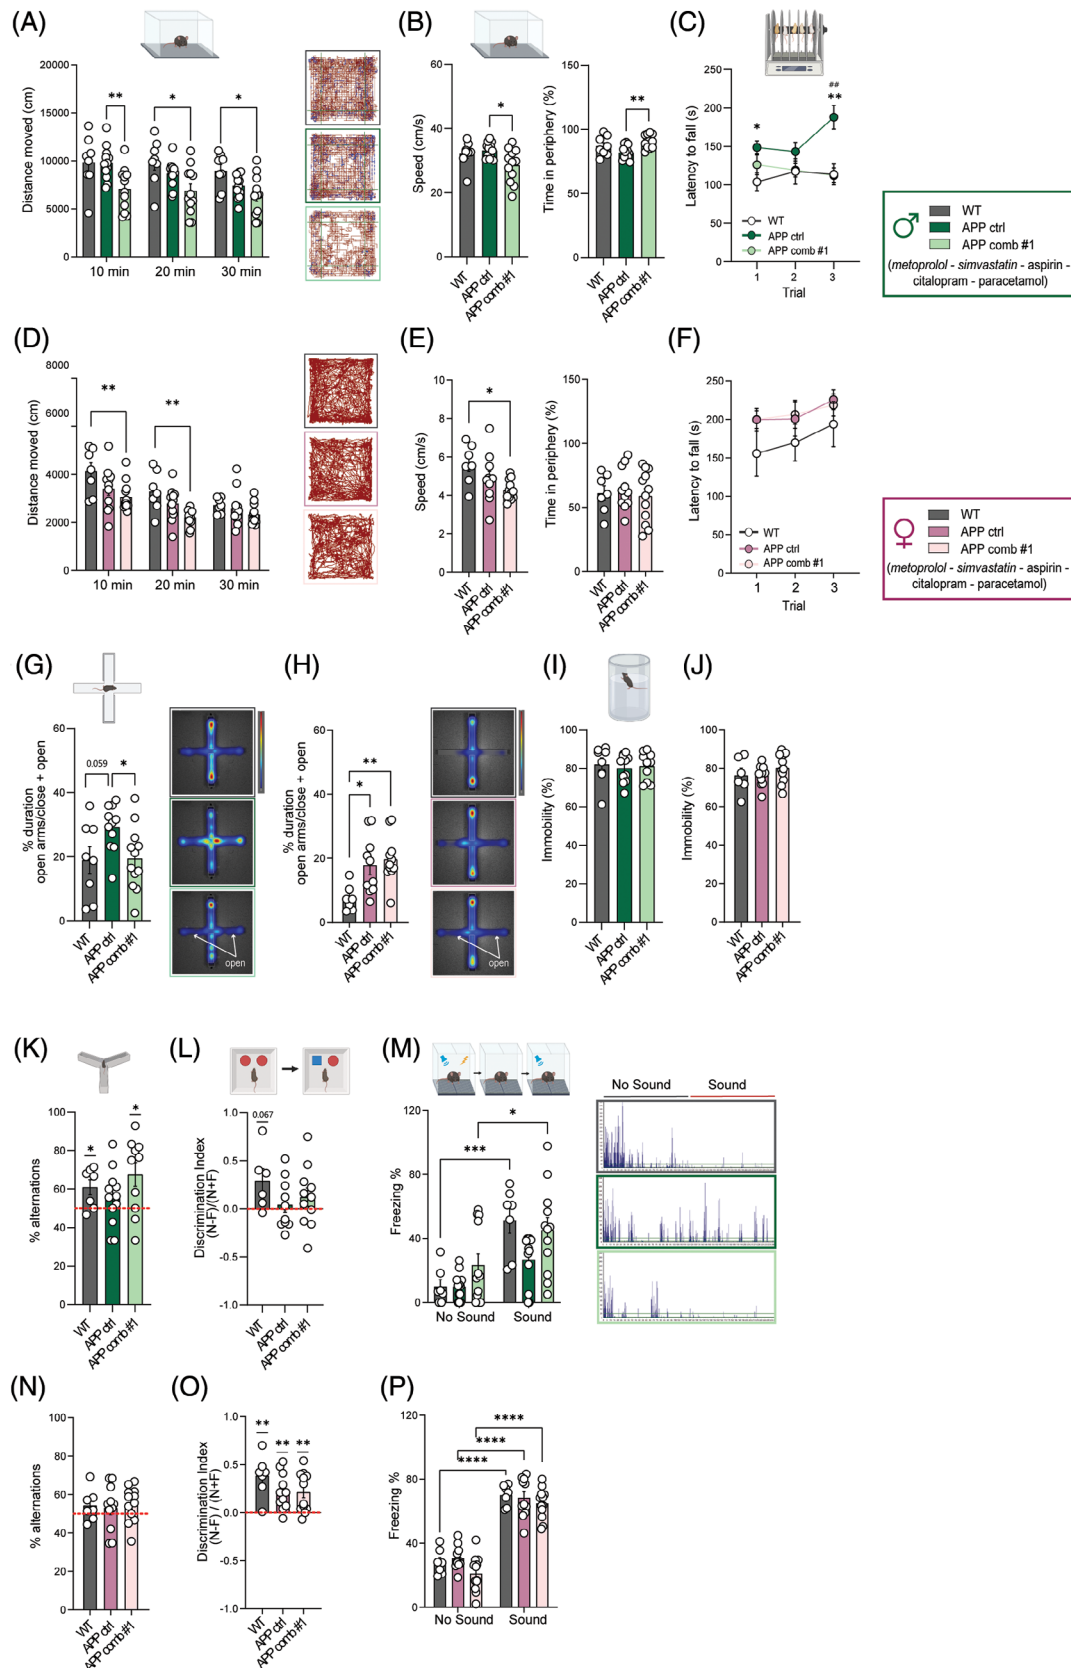 (A)
Distance moved (cm)
20000
15000
10000
5000
0
**
*
*
10 min
20 min
30 min
(B)
Speed (cm/s)
60
40
20
0
*
WT
APP ctrl
APP comb #1
Time in periphery (%)
150
100
50
0
**
WT
APP ctrl
APP comb #1
(C)
Latency to fall (s)
250
200
150
100
50
0
*
##
**
WT
APP ctrl
APP comb #1
1
2
3
Trial
WT
APP ctrl
APP comb #1
(metoprolol - simvastatin - aspirin -
citalopram - paracetamol)
(D)
Distance moved (cm)
8000
6000
4000
2000
0
**
**
10 min
20 min
30 min
(E)
Speed (cm/s)
10
8
6
4
2
0
*
WT
APP ctrl
APP comb #1
Time in periphery (%)
150
100
50
0
WT
APP ctrl
APP comb #1
(F)
Latency to fall (s)
250
200
150
100
50
0
WT
APP ctrl
APP comb #1
1
2
3
Trial
WT
APP ctrl
APP comb #1
(metoprolol - simvastatin - aspirin -
citalopram - paracetamol)
(G)
% duration
open arms/close + open
60
40
20
0
0.059
*
WT
APP ctrl
APP comb #1
open
(H)
% duration
open arms/close + open
60
40
20
0
*
**
WT
APP ctrl
APP comb #1
open
(I)
Immobility (%)
100
80
60
40
20
0
WT
APP ctrl
APP comb #1
(J)
Immobility (%)
100
80
60
40
20
0
WT
APP ctrl
APP comb #1
(K)
% alternations
100
80
60
40
20
0
*
*
WT
APP ctrl
APP comb #1
(L)
Discrimination Index
(N-F)/(N+F)
1.0
0.5
0.0
-0.5
-1.0
0.067
WT
APP ctrl
APP comb #1
(M)
Freezing %
120
80
40
0
***
*
No Sound
Sound
No Sound
Sound
(N)
% alternations
100
80
60
40
20
0
WT
APP ctrl
APP comb #1
(O)
Discrimination Index
(N-F) / (N+F)
1.0
0.5
0.0
-0.5
-1.0
**
**
**
WT
APP ctrl
APP comb #1
(P)
Freezing %
120
80
40
0
****
****
****
No Sound
Sound